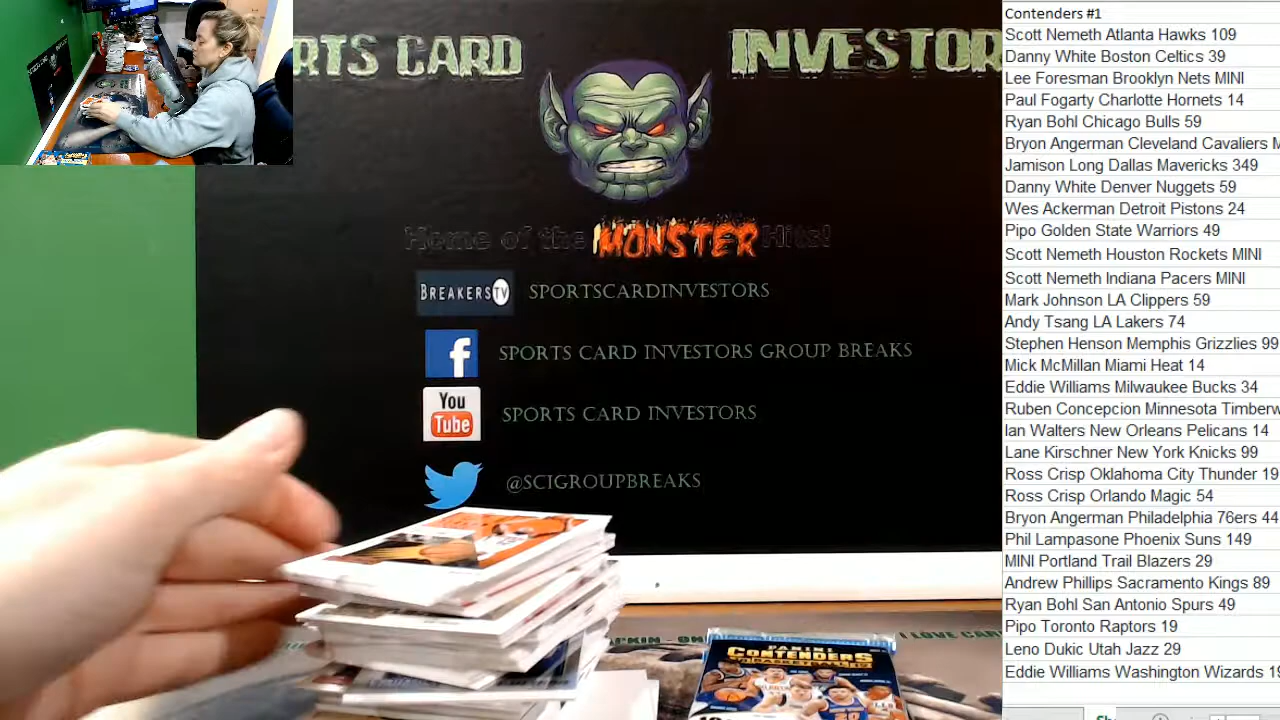 RTS CARD INVESTOR
Home of the MONSTER Hits!
BREAKERS TV SPORTSCARDINVESTORS
f SPORTS CARD INVESTORS GROUP BREAKS
You Tube SPORTS CARD INVESTORS
@SCIGROUPBREAKS
I LOVE CAR
PANINI
CONTENDERS
BASKETBALL
Contenders #1
Scott Nemeth Atlanta Hawks 109
Danny White Boston Celtics 39
Lee Foresman Brooklyn Nets MINI
Paul Fogarty Charlotte Hornets 14
Ryan Bohl Chicago Bulls 59
Bryon Angerman Cleveland Cavaliers M
Jamison Long Dallas Mavericks 349
Danny White Denver Nuggets 59
Wes Ackerman Detroit Pistons 24
Pipo Golden State Warriors 49
Scott Nemeth Houston Rockets MINI
Scott Nemeth Indiana Pacers MINI
Mark Johnson LA Clippers 59
Andy Tsang LA Lakers 74
Stephen Henson Memphis Grizzlies 99
Mick McMillan Miami Heat 14
Eddie Williams Milwaukee Bucks 34
Ruben Concepcion Minnesota Timberw
Ian Walters New Orleans Pelicans 14
Lane Kirschner New York Knicks 99
Ross Crisp Oklahoma City Thunder 19
Ross Crisp Orlando Magic 54
Bryon Angerman Philadelphia 76ers 44
Phil Lampasone Phoenix Suns 149
MINI Portland Trail Blazers 29
Andrew Phillips Sacramento Kings 89
Ryan Bohl San Antonio Spurs 49
Pipo Toronto Raptors 19
Leno Dukic Utah Jazz 29
Eddie Williams Washington Wizards 19